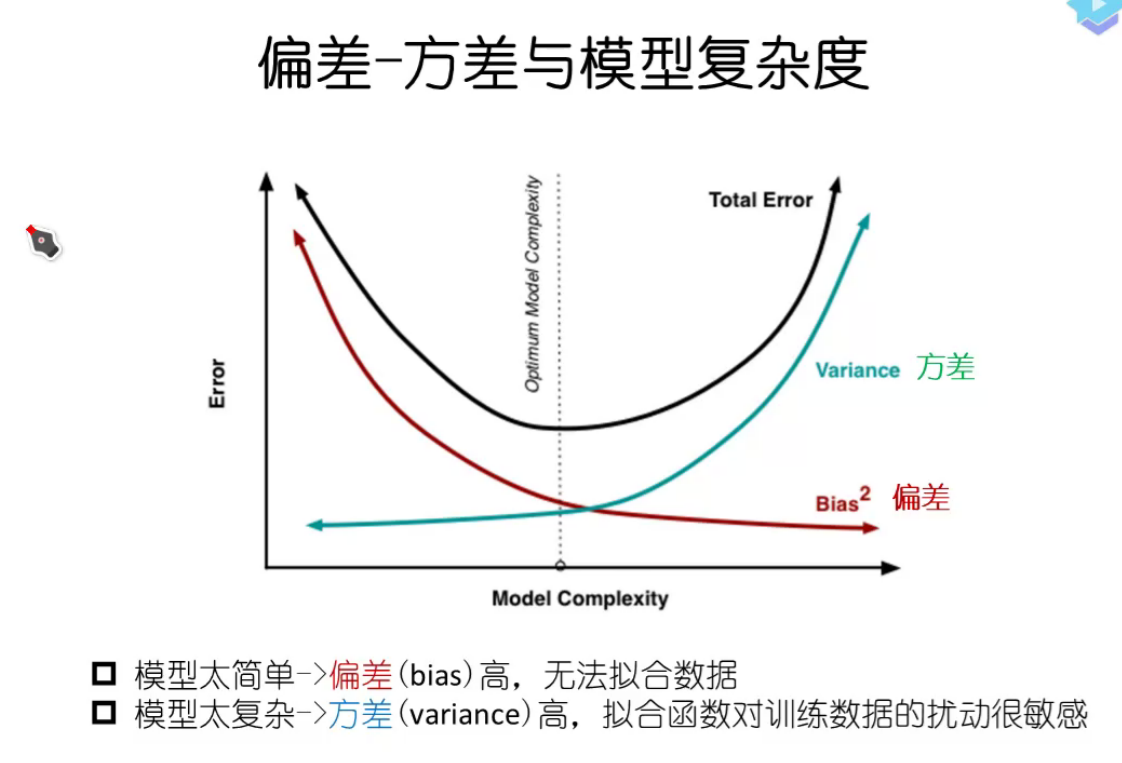 偏差-方差与模型复杂度
Optimum Model Complexity
Total Error
Variance 方差
Error
Bias² 偏差
Model Complexity
模型太简单->偏差(bias)高，无法拟合数据
模型太复杂->方差(variance)高，拟合函数对训练数据的扰动很敏感